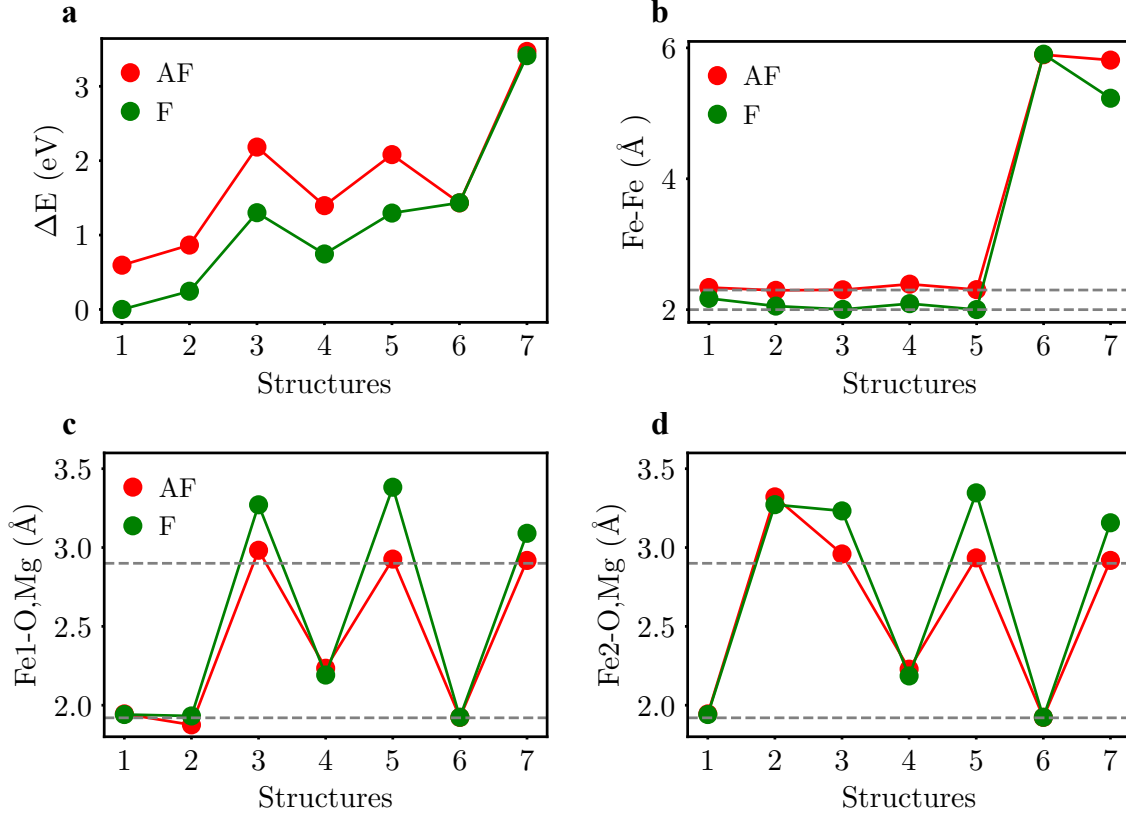 a
ΔE (eV)
3
2
1
0
AF
F
1 2 3 4 5 6 7
Structures
b
Fe-Fe (Å )
6
4
2
AF
F
1 2 3 4 5 6 7
Structures
c
Fe1-O,Mg (Å)
3.5
3.0
2.5
2.0
AF
F
1 2 3 4 5 6 7
Structures
d
Fe2-O,Mg (Å)
3.5
3.0
2.5
2.0
1 2 3 4 5 6 7
Structures